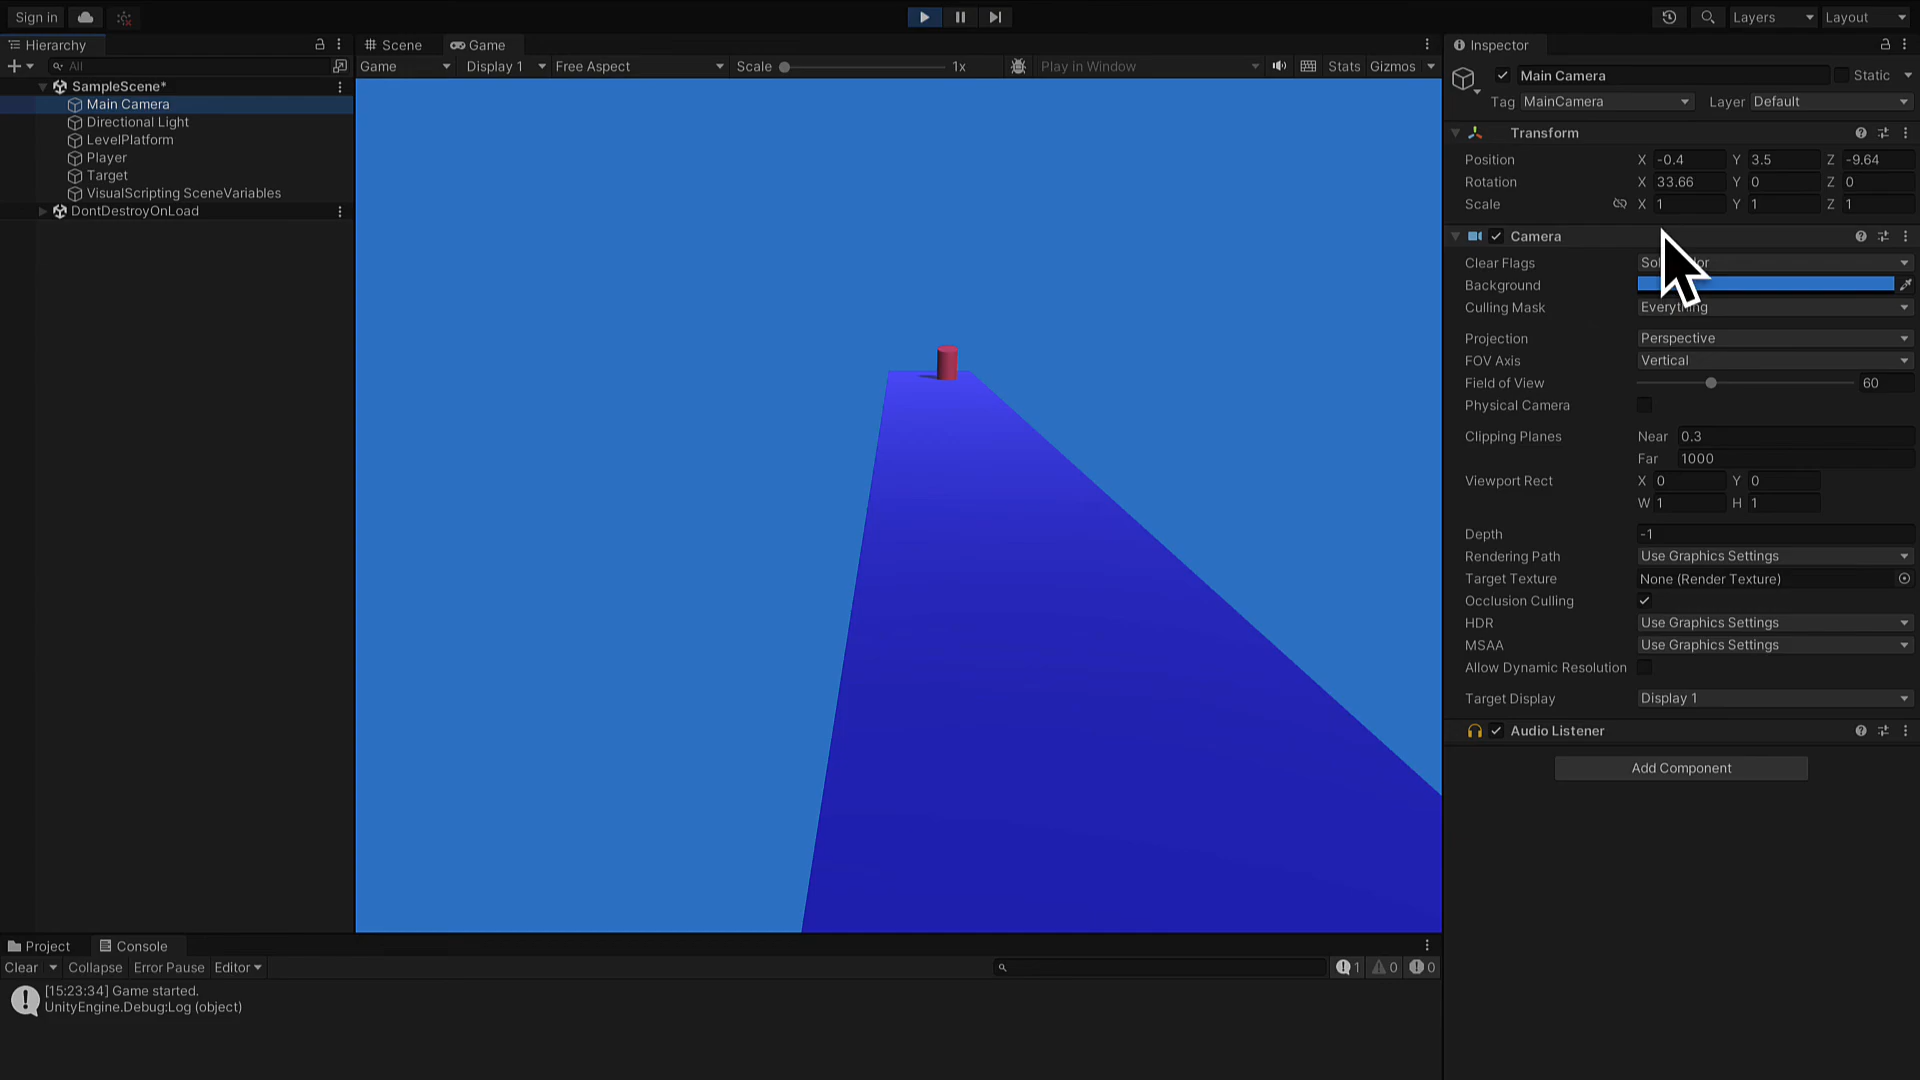 Sign in
Layers
Layout
Hierarchy
All
SampleScene*
Main Camera
Directional Light
LevelPlatform
Player
Target
VisualScripting SceneVariables
DontDestroyOnLoad
Scene
Game
Game
Display 1
Free Aspect
Scale
1x
Play in Window
Stats
Gizmos
Inspector
Main Camera
Static
Tag MainCamera Layer Default
Transform
Position X -0.4 Y 3.5 Z -9.64
Rotation X 33.66 Y 0 Z 0
Scale X 1 Y 1 Z 1
Camera
Clear Flags
Background
Culling Mask Everything
Projection Perspective
FOV Axis Vertical
Field of View 60
Physical Camera
Clipping Planes Near 0.3
Far 1000
Viewport Rect X 0 Y 0
W 1 H 1
Depth -1
Rendering Path Use Graphics Settings
Target Texture None (Render Texture)
Occlusion Culling
HDR Use Graphics Settings
MSAA Use Graphics Settings
Allow Dynamic Resolution
Target Display Display 1
Audio Listener
Add Component
Project
Console
Clear Collapse Error Pause Editor
1 0 0
[15:23:34] Game started.
UnityEngine.Debug:Log (object)